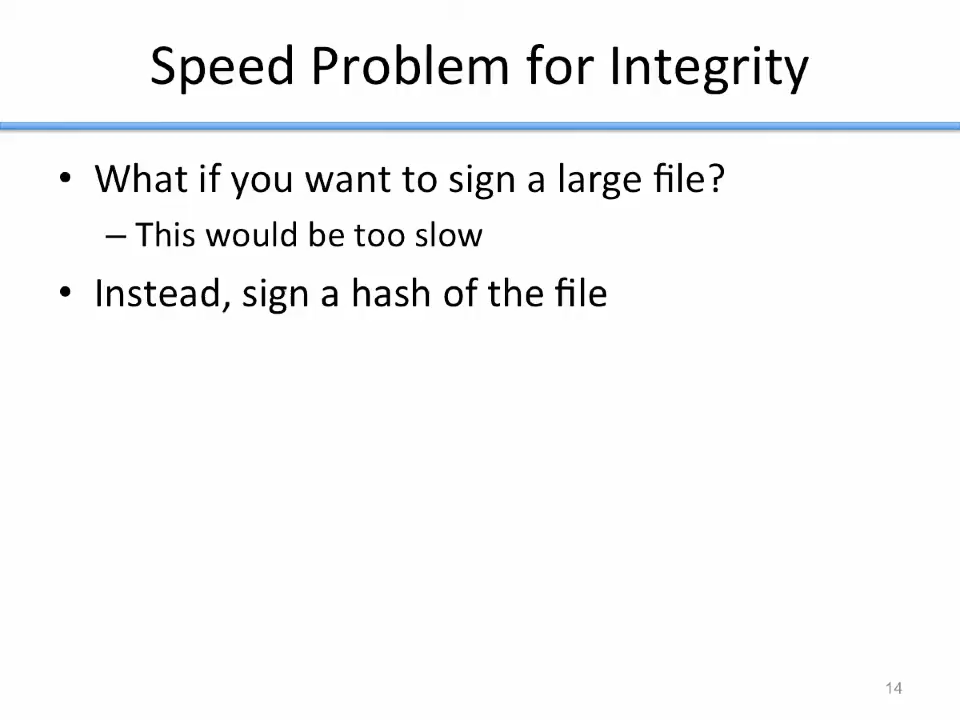 Speed Problem for Integrity
• What if you want to sign a large file?
– This would be too slow
• Instead, sign a hash of the file
14